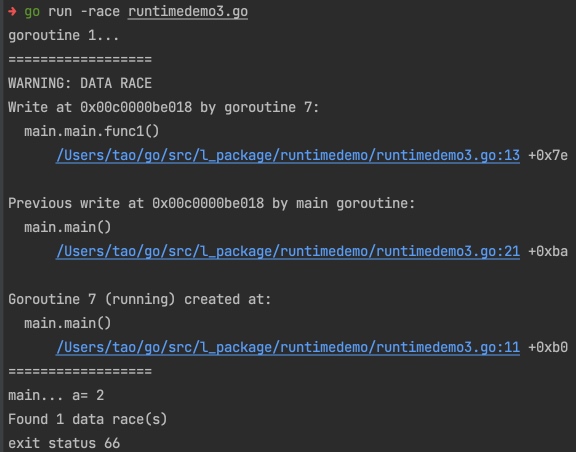 → go run -race runtimedemo3.go
goroutine 1...
==================
WARNING: DATA RACE
Write at 0x00c0000be018 by goroutine 7:
  main.main.func1()
      /Users/tao/go/src/l_package/runtimedemo/runtimedemo3.go:13 +0x7e

Previous write at 0x00c0000be018 by main goroutine:
  main.main()
      /Users/tao/go/src/l_package/runtimedemo/runtimedemo3.go:21 +0xba

Goroutine 7 (running) created at:
  main.main()
      /Users/tao/go/src/l_package/runtimedemo/runtimedemo3.go:11 +0xb0
==================
main... a= 2
Found 1 data race(s)
exit status 66